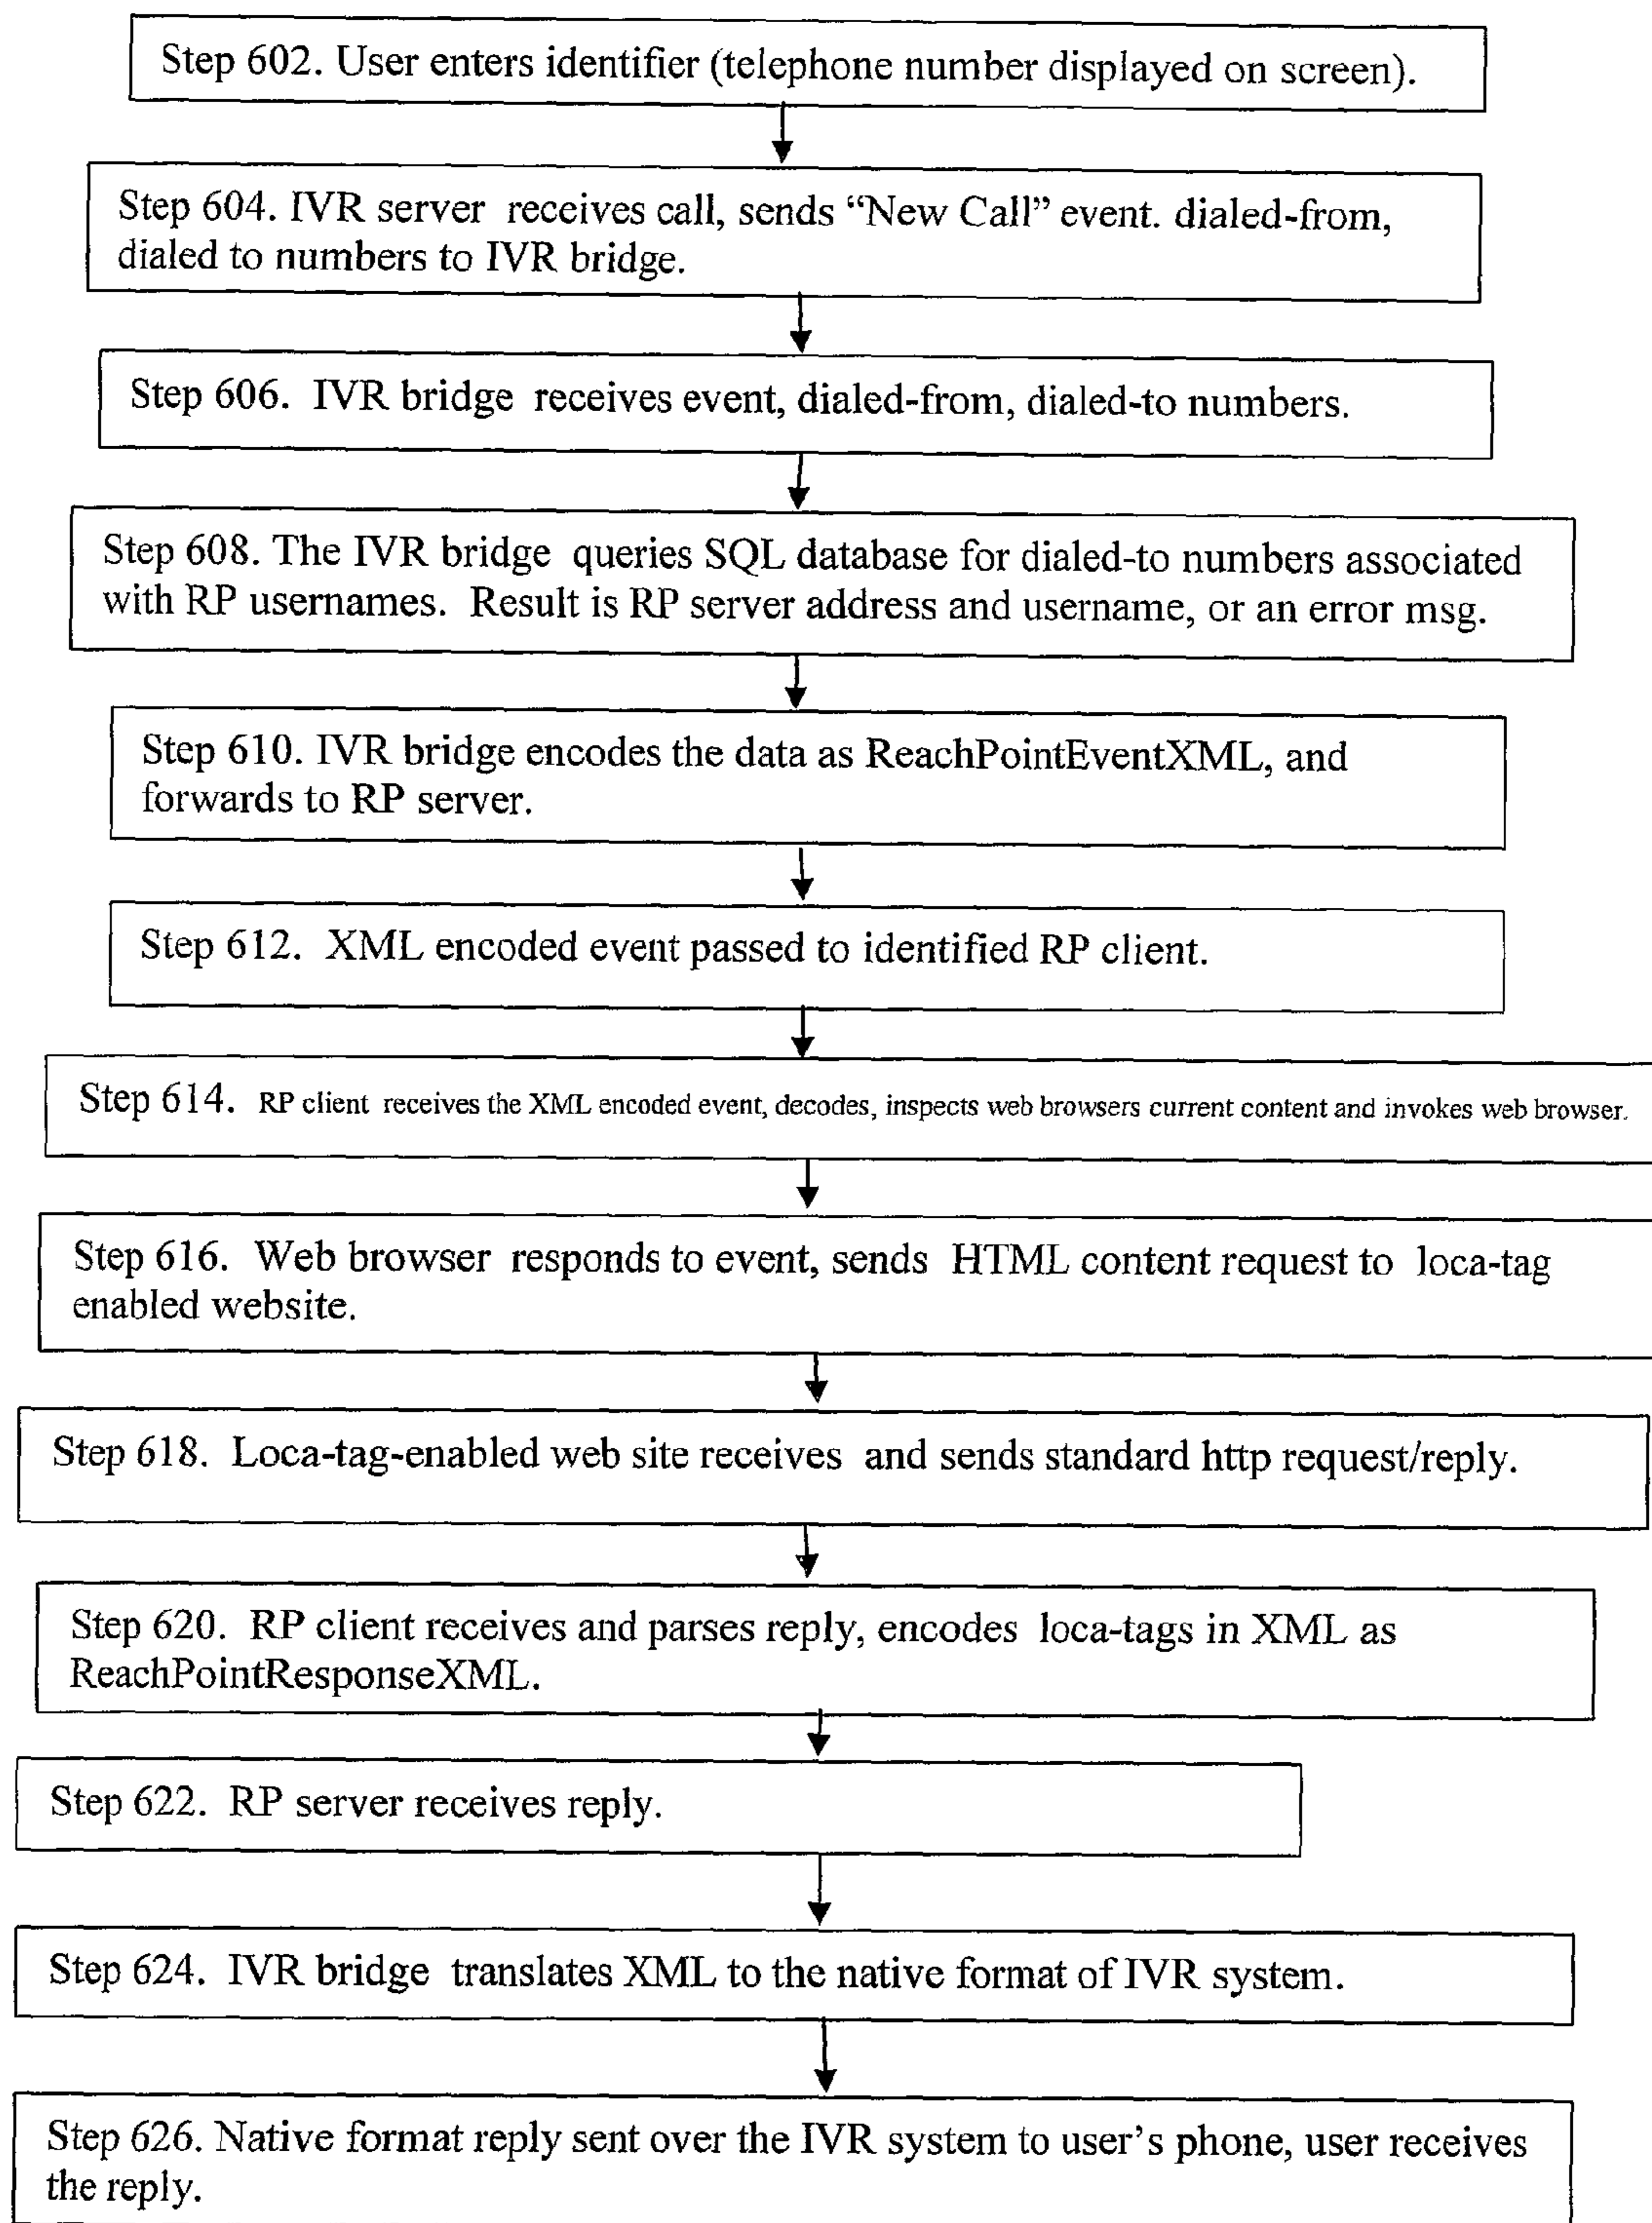 Step 602. User enters identifier (telephone number displayed on screen).
Step 604. IVR server receives call, sends “New Call” event. dialed-from,
dialed to numbers to IVR bridge.
Step 606. IVR bridge receives event, dialed-from, dialed-to numbers.
Step 608. The IVR bridge queries SQL database for dialed-to numbers associated
with RP usernames. Result is RP server address and username, or an error msg.
Step 610. IVR bridge encodes the data as ReachPointEventXML, and
forwards to RP server.
Step 612. XML encoded event passed to identified RP client.
Step 614. RP client receives the XML encoded event, decodes, inspects web browsers current content and invokes web browser.
Step 616. Web browser responds to event, sends HTML content request to loca-tag
enabled website.
Step 618. Loca-tag-enabled web site receives and sends standard http request/reply.
Step 620. RP client receives and parses reply, encodes loca-tags in XML as
ReachPointResponseXML.
Step 622. RP server receives reply.
Step 624. IVR bridge translates XML to the native format of IVR system.
Step 626. Native format reply sent over the IVR system to user’s phone, user receives
the reply.